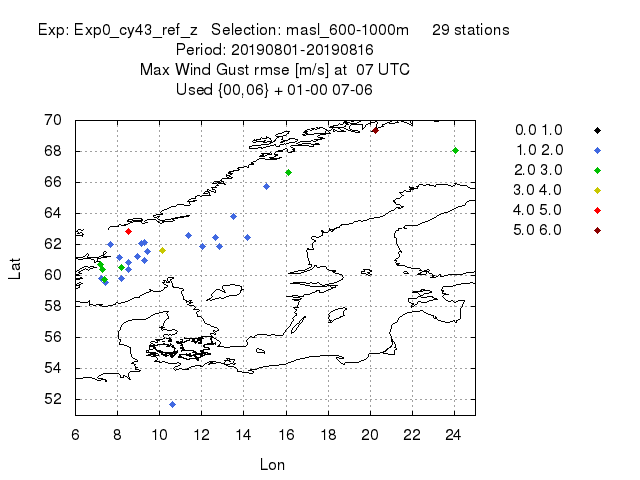 Exp: Exp0_cy43_ref_z   Selection: masl_600-1000m      29 stations
Period: 20190801-20190816
Max Wind Gust rmse [m/s] at  07 UTC
Used {00,06} + 01-00 07-06
70
68
66
64
62
60
58
56
54
52
Lat
6 8 10 12 14 16 18 20 22 24
Lon
0.0 1.0
1.0 2.0
2.0 3.0
3.0 4.0
4.0 5.0
5.0 6.0